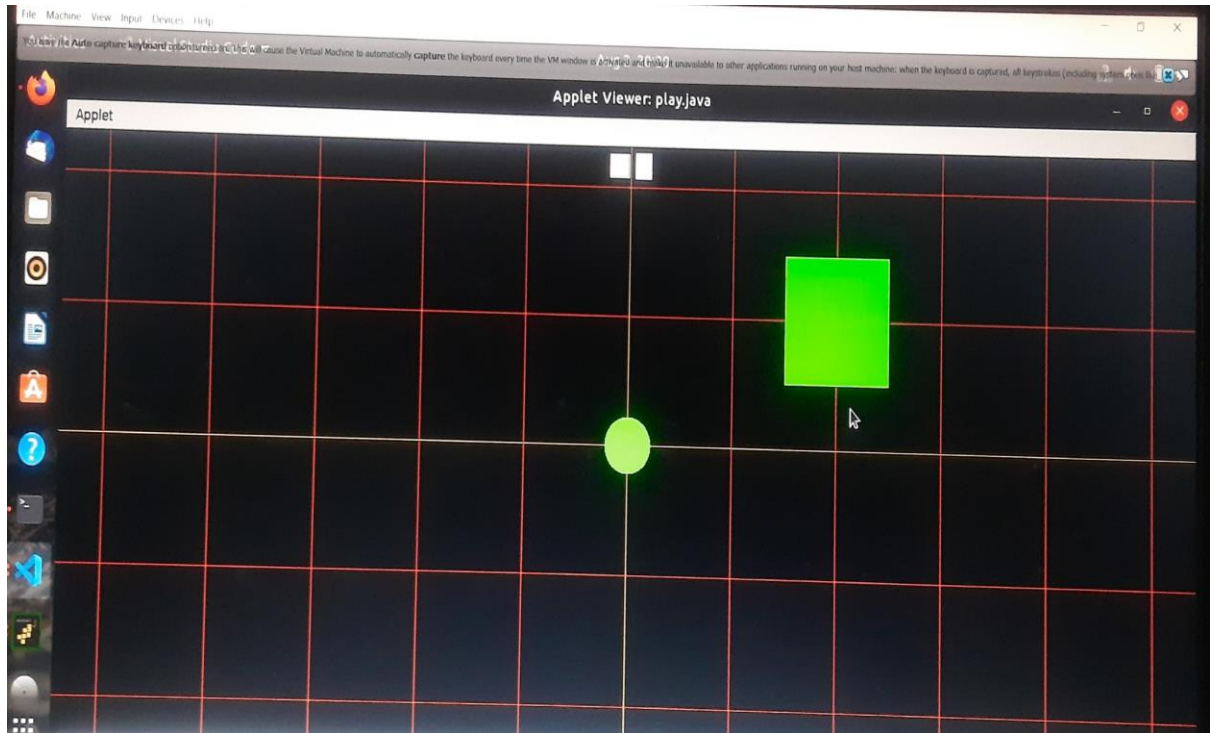 File Machine View Input Devices Help
You have the Auto capture keyboard option turned on. This will cause the Virtual Machine to automatically capture the keyboard every time the VM window is activated and make it unavailable to other applications running on your host machine: when the keyboard is captured, all keystrokes (including system ones like
Applet Viewer: play.java
Applet